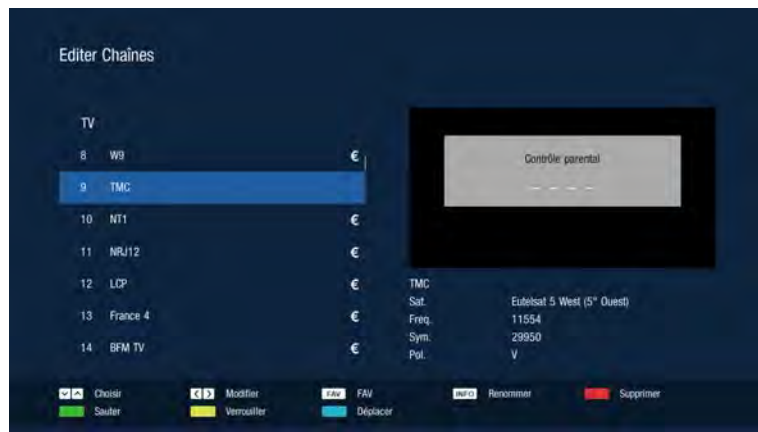 Editer Chaînes
TV
8 W9 €
9 TMC
10 NT1 €
11 NRJ12 €
12 LCP €
13 France 4 €
14 BFM TV €
Contrôle parental
_ _ _ _
TMC
Sat. Eutelsat 5 West (5° Ouest)
Freq. 11554
Sym. 29950
Pol. V
Choisir Modifier FAV FAV INFO Renommer Supprimer
Sauter Verrouiller Déplacer